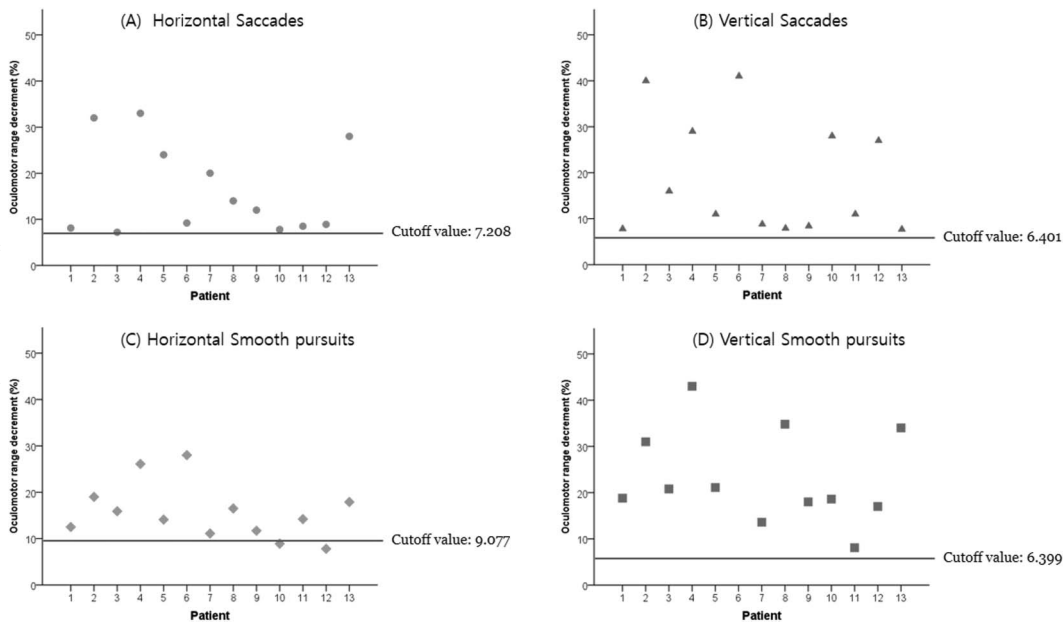 (A) Horizontal Saccades
Oculomotor range decrement (%)
50
40
30
20
10
0
Cutoff value: 7.208
1 2 3 4 5 6 7 8 9 10 11 12 13
Patient
(B) Vertical Saccades
Oculomotor range decrement (%)
50
40
30
20
10
0
Cutoff value: 6.401
1 2 3 4 5 6 7 8 9 10 11 12 13
Patient
(C) Horizontal Smooth pursuits
Oculomotor range decrement (%)
50
40
30
20
10
0
Cutoff value: 9.077
1 2 3 4 5 6 7 8 9 10 11 12 13
Patient
(D) Vertical Smooth pursuits
Oculomotor range decrement (%)
50
40
30
20
10
0
Cutoff value: 6.399
1 2 3 4 5 6 7 8 9 10 11 12 13
Patient